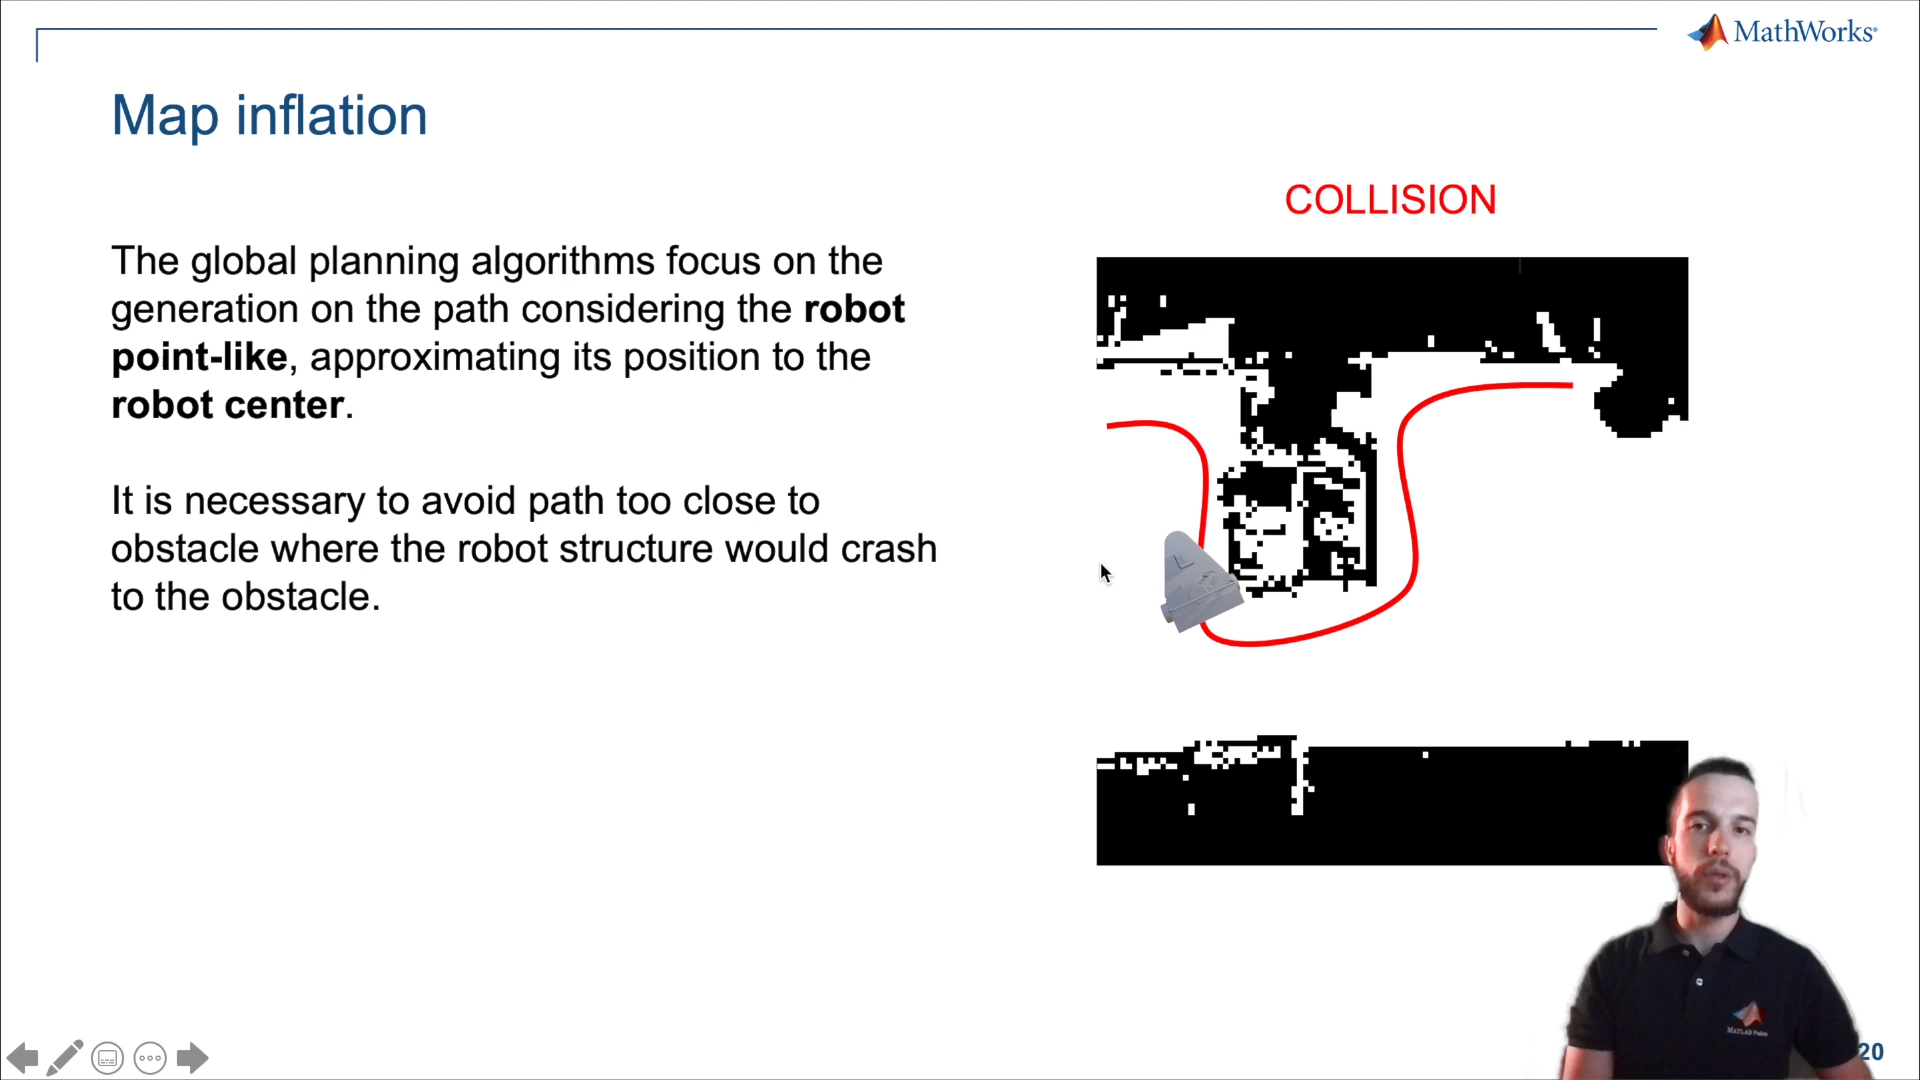 MathWorks®
Map inflation
COLLISION
The global planning algorithms focus on the
generation on the path considering the robot
point-like, approximating its position to the
robot center.
It is necessary to avoid path too close to
obstacle where the robot structure would crash
to the obstacle.
MATLAB
20